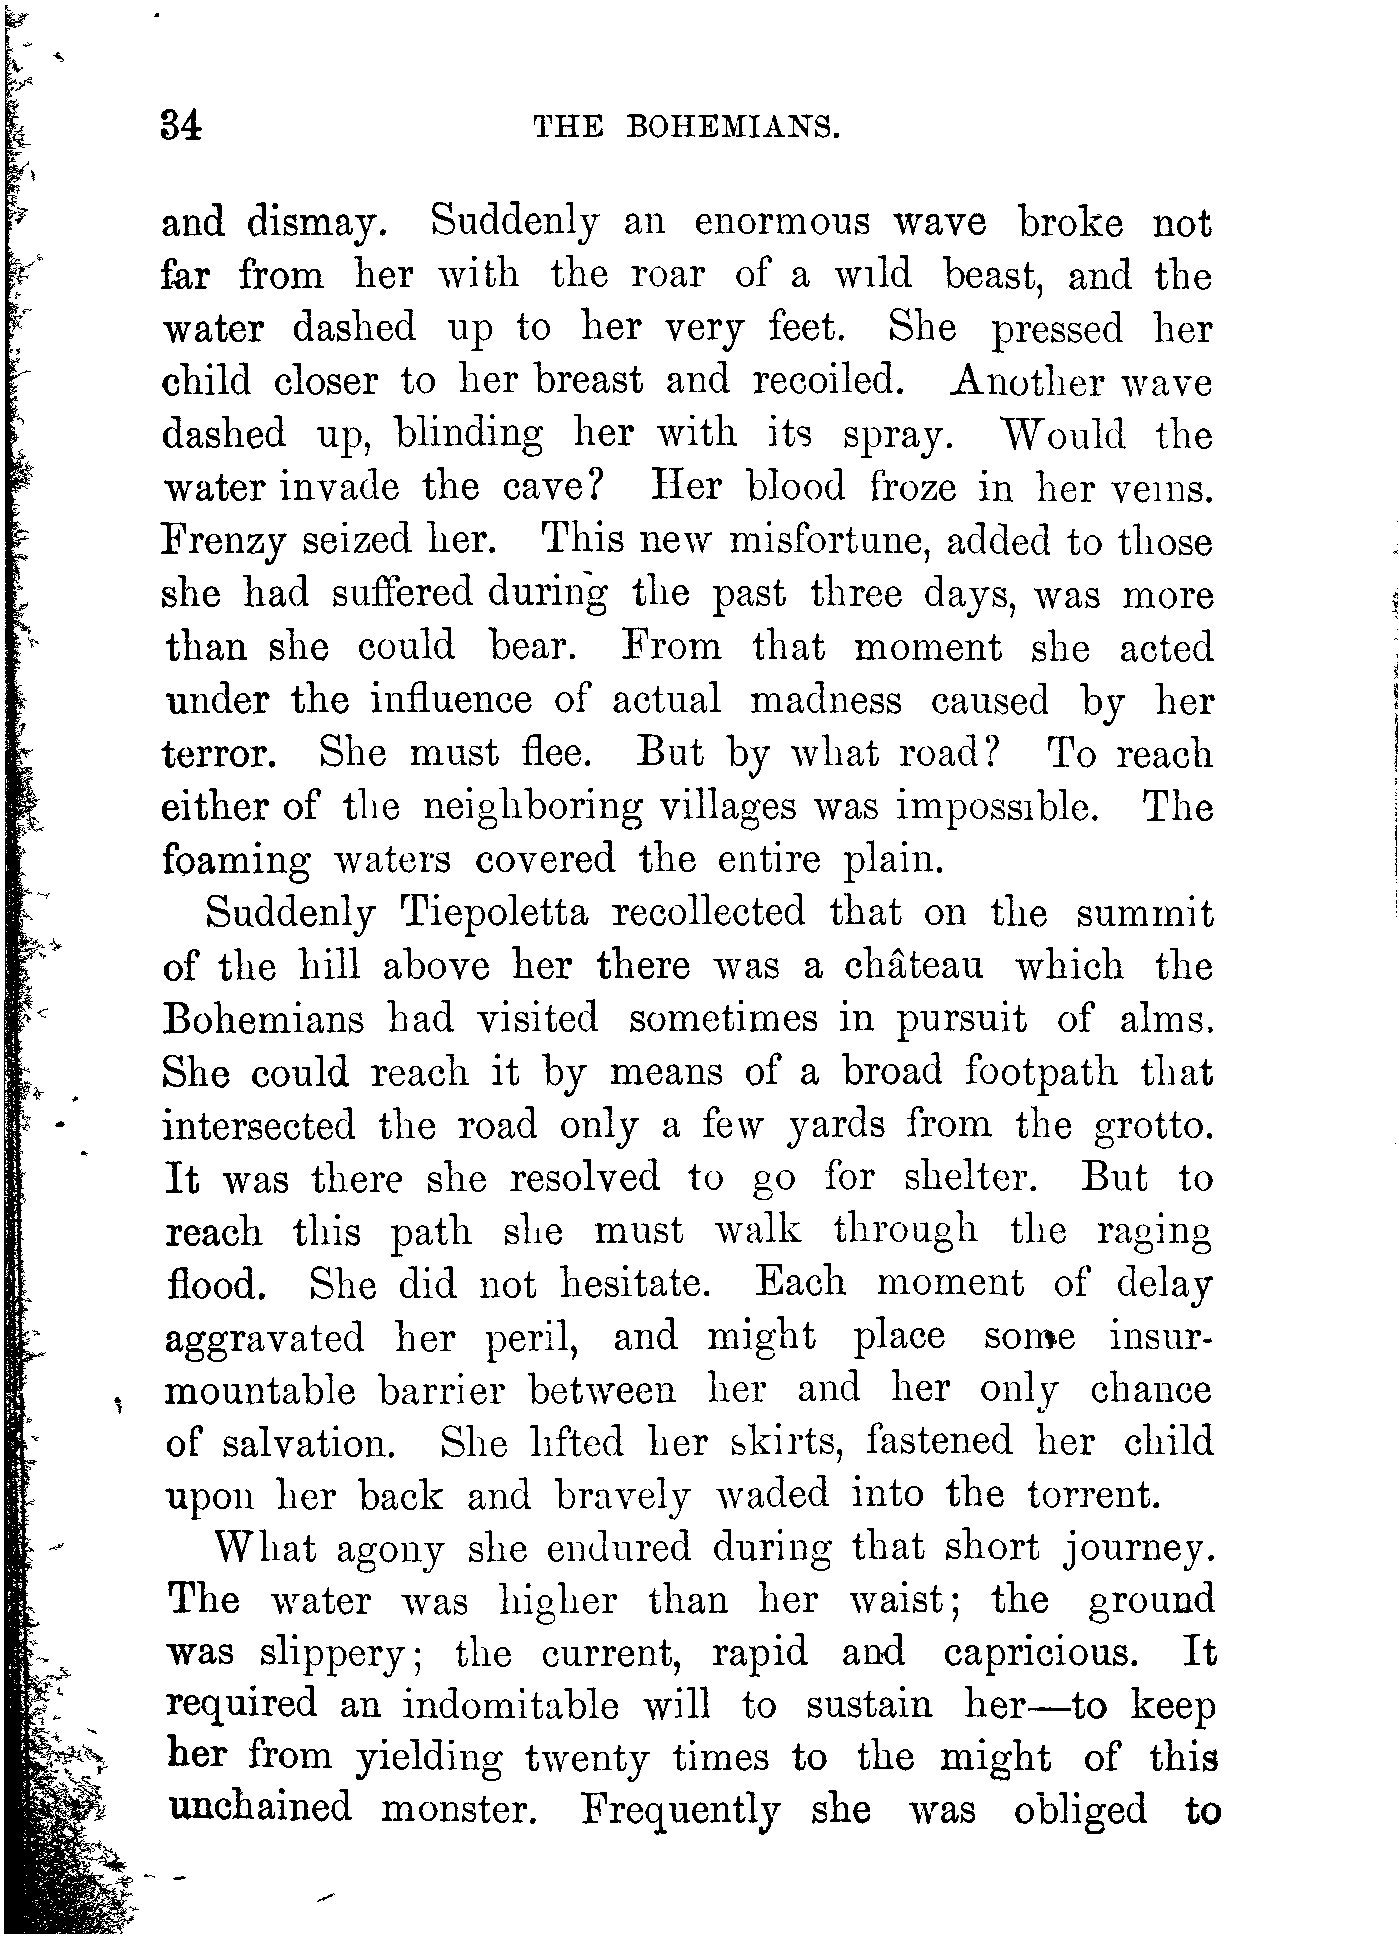 34 THE BOHEMIANS.
and dismay. Suddenly an enormous wave broke not
far from her with the roar of a wild beast, and the
water dashed up to her very feet. She pressed her
child closer to her breast and recoiled. Another wave
dashed up, blinding her with its spray. Would the
water invade the cave? Her blood froze in her veins.
Frenzy seized her. This new misfortune, added to those
she had suffered during the past three days, was more
than she could bear. From that moment she acted
under the influence of actual madness caused by her
terror. She must flee. But by what road? To reach
either of the neighboring villages was impossible. The
foaming waters covered the entire plain.
Suddenly Tiepoletta recollected that on the summit
of the hill above her there was a château which the
Bohemians had visited sometimes in pursuit of alms.
She could reach it by means of a broad footpath that
intersected the road only a few yards from the grotto.
It was there she resolved to go for shelter. But to
reach this path she must walk through the raging
flood. She did not hesitate. Each moment of delay
aggravated her peril, and might place some insur-
mountable barrier between her and her only chance
of salvation. She lifted her skirts, fastened her child
upon her back and bravely waded into the torrent.
What agony she endured during that short journey.
The water was higher than her waist; the ground
was slippery; the current, rapid and capricious. It
required an indomitable will to sustain her—to keep
her from yielding twenty times to the might of this
unchained monster. Frequently she was obliged to